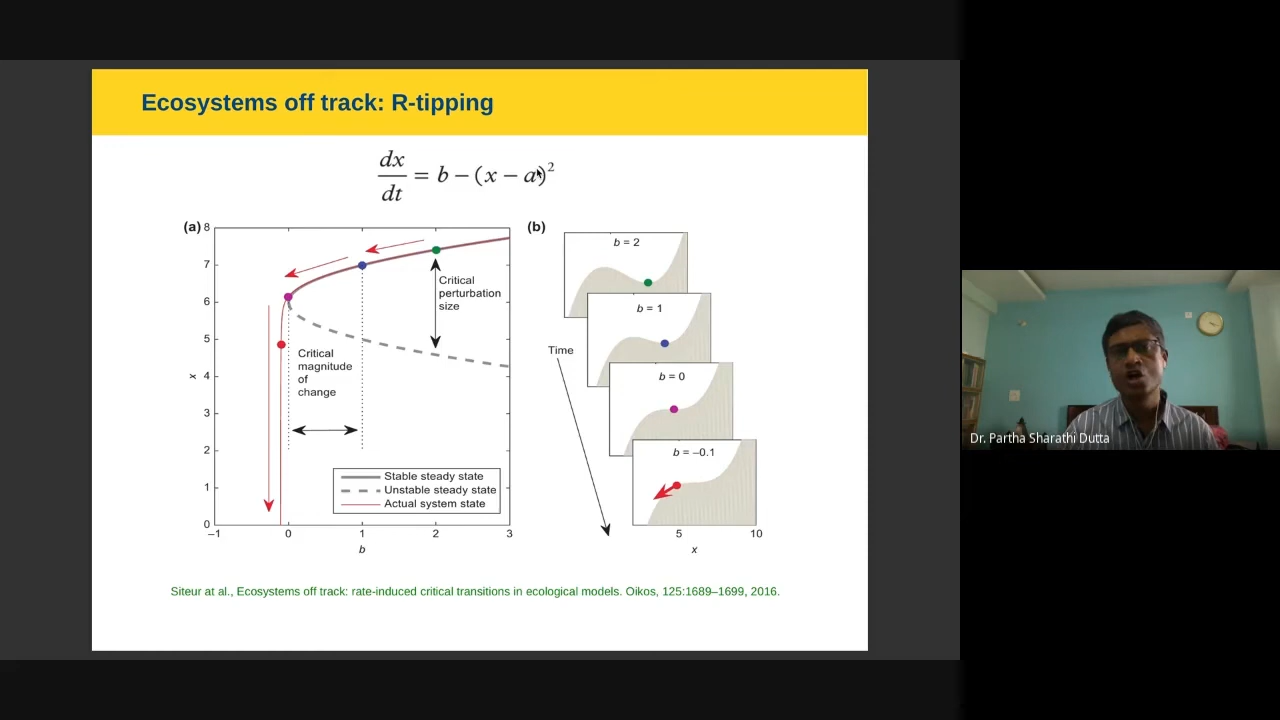 Ecosystems off track: R-tipping
dx/dt = b − (x − a)²
(a)
8
7
6
5
4
3
2
1
0
x
–1
0
1
2
3
b
Critical
perturbation
size
Critical
magnitude
of
change
Stable steady state
Unstable steady state
Actual system state
(b)
b = 2
b = 1
b = 0
b = –0.1
Time
5
10
x
Siteur at al., Ecosystems off track: rate-induced critical transitions in ecological models. Oikos, 125:1689–1699, 2016.
Dr. Partha Sharathi Dutta